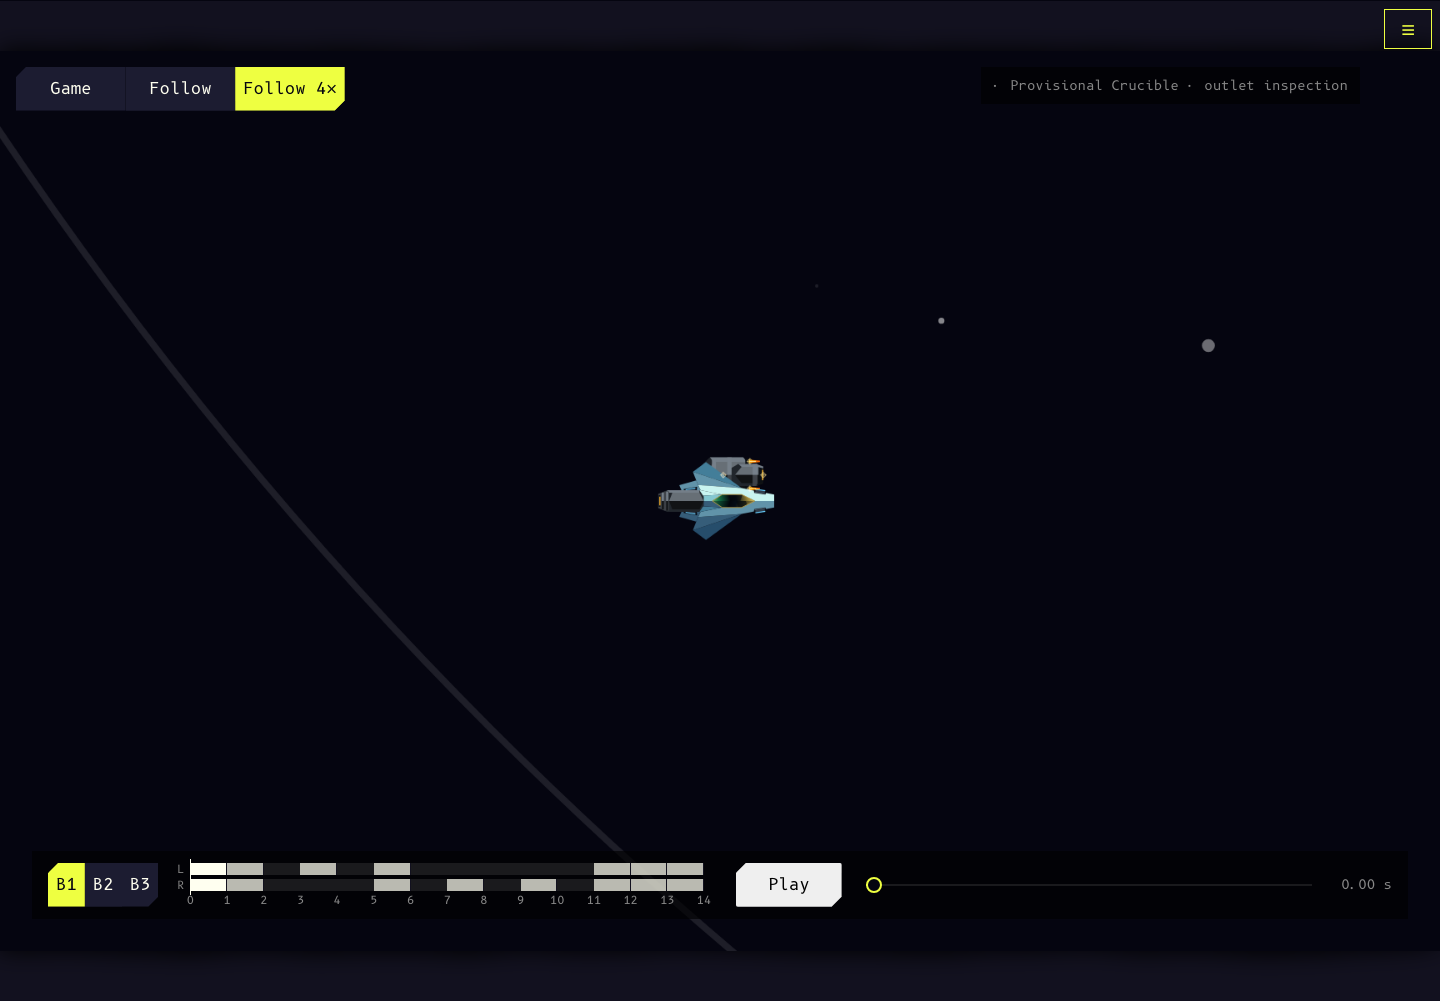 ≡
Game Follow Follow 4×
· Provisional Crucible · outlet inspection
B1 B2 B3
L
R
0 1 2 3 4 5 6 7 8 9 10 11 12 13 14
Play
0.00 s